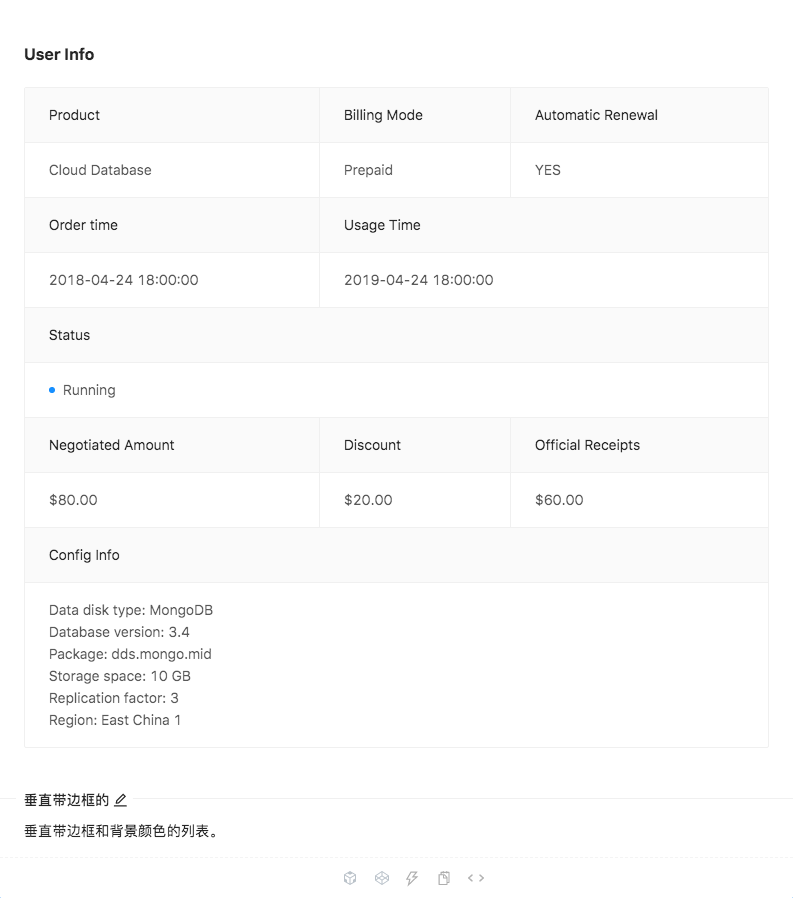 User Info
Product Billing Mode Automatic Renewal
Cloud Database Prepaid YES
Order time Usage Time
2018-04-24 18:00:00 2019-04-24 18:00:00
Status
Running
Negotiated Amount Discount Official Receipts
$80.00 $20.00 $60.00
Config Info
Data disk type: MongoDB
Database version: 3.4
Package: dds.mongo.mid
Storage space: 10 GB
Replication factor: 3
Region: East China 1
垂直带边框的
垂直带边框和背景颜色的列表。